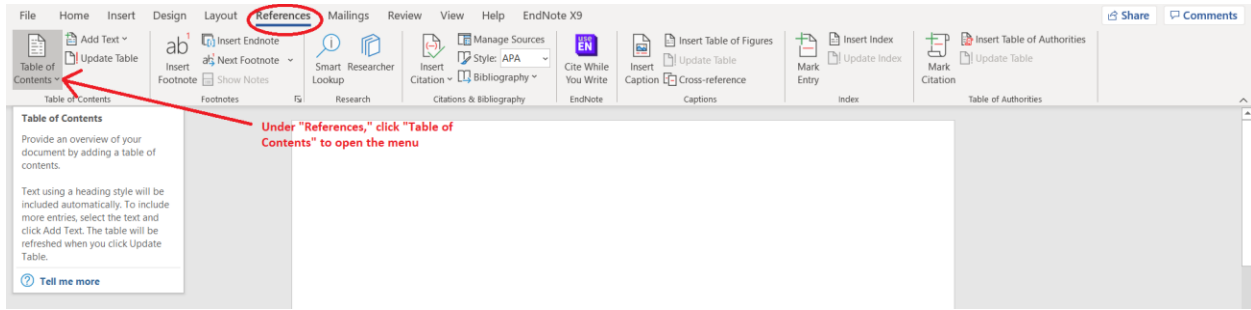 File Home Insert Design Layout References Mailings Review View Help EndNote X9 Share Comments
Table of Contents
Add Text
Update Table
Table of Contents
ab1
Insert Footnote
Insert Endnote
Next Footnote
Show Notes
Footnotes
Smart Lookup
Researcher
Research
Insert Citation
Manage Sources
Style: APA
Bibliography
Citations & Bibliography
USE
EN
Cite While You Write
EndNote
Insert Caption
Insert Table of Figures
Update Table
Cross-reference
Captions
Mark Entry
Insert Index
Update Index
Index
Mark Citation
Insert Table of Authorities
Update Table
Table of Authorities
Table of Contents
Provide an overview of your
document by adding a table of
contents.
Text using a heading style will be
included automatically. To include
more entries, select the text and
click Add Text. The table will be
refreshed when you click Update
Table.
Tell me more
Under "References," click "Table of
Contents" to open the menu